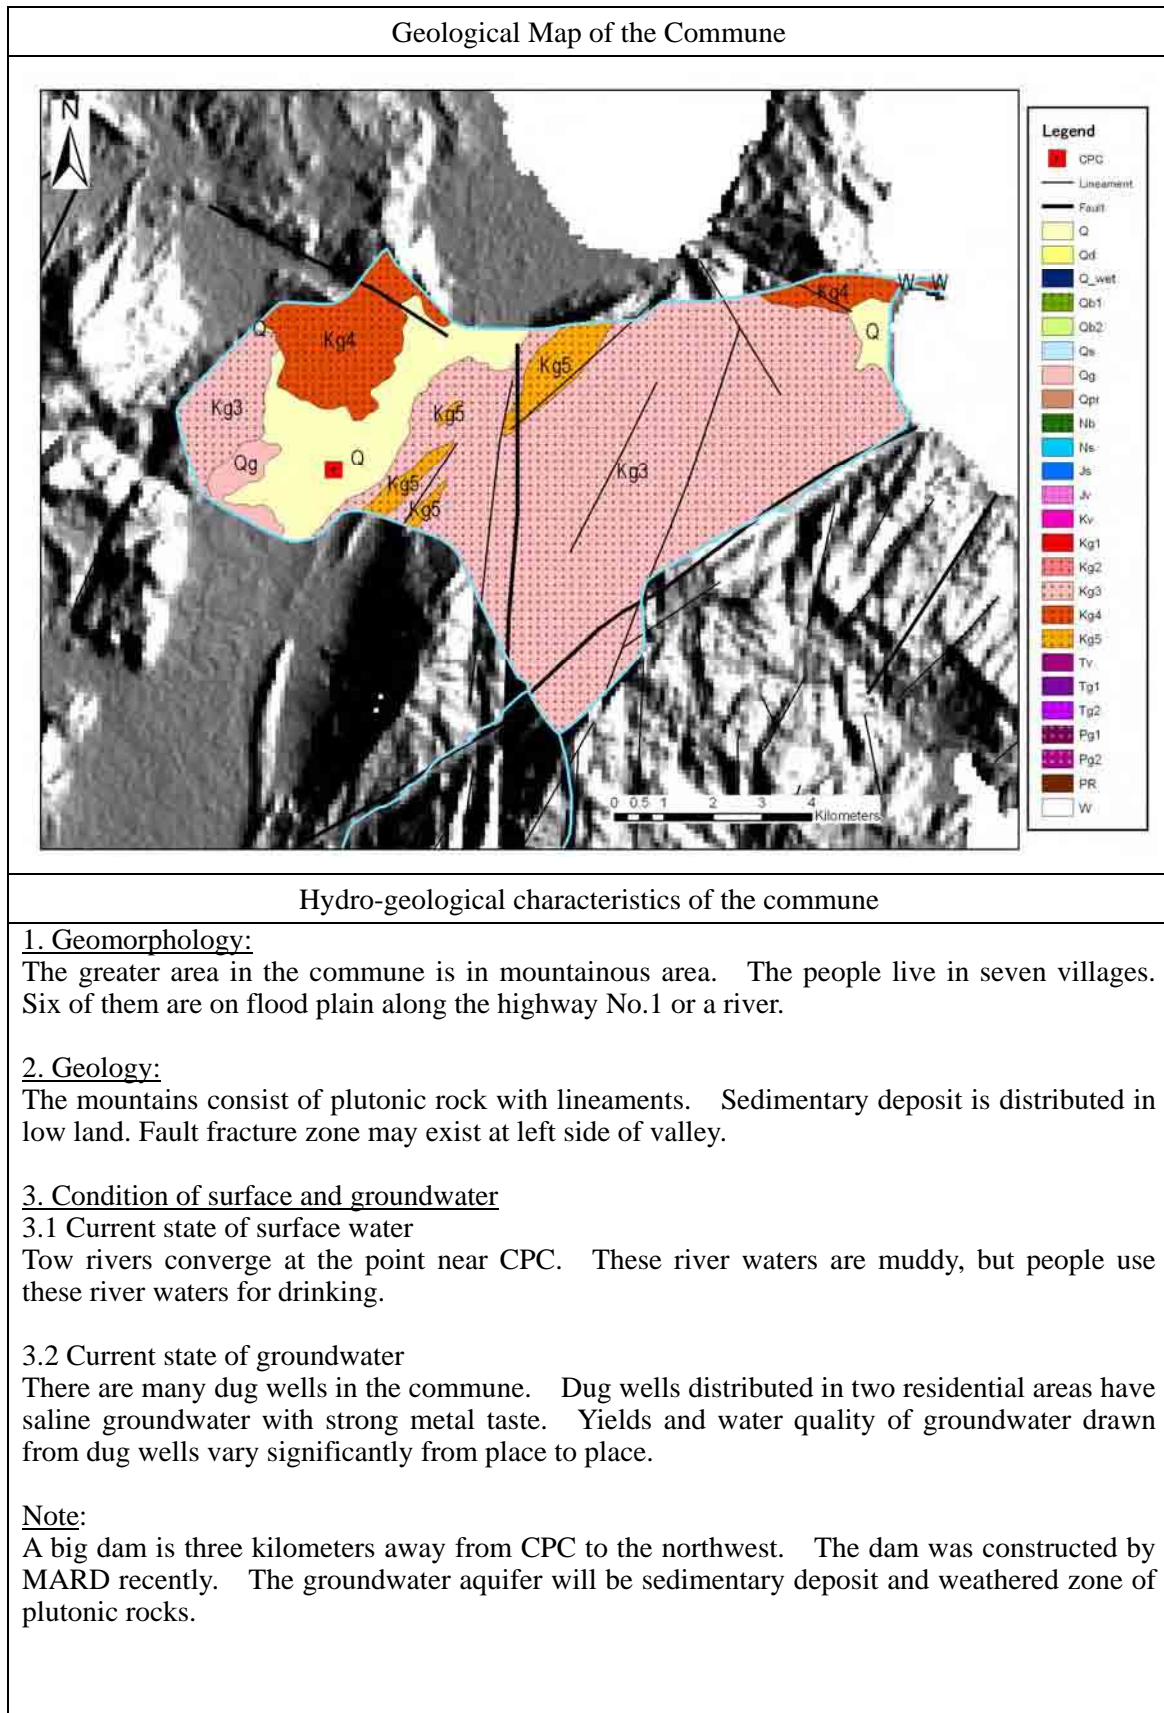 Geological Map of the Commune
N
Legend
CPC
Lineament
Fault
Q
Qd
Q_wet
Qb1
Qb2
Qs
Qg
Qpr
Nb
Ns
Js
Jv
Kv
Kg1
Kg2
Kg3
Kg4
Kg5
Tv
Tg1
Tg2
Pg1
Pg2
PR
W
W W
Kg4
Q
Q
Kg4
Kg5
Kg3
Kg5
Qg
Q
Kg3
Kg5
Kg5
0 0.5 1 2 3 4
Kilometers
Hydro-geological characteristics of the commune
1. Geomorphology:
The greater area in the commune is in mountainous area. The people live in seven villages.
Six of them are on flood plain along the highway No.1 or a river.
2. Geology:
The mountains consist of plutonic rock with lineaments. Sedimentary deposit is distributed in
low land. Fault fracture zone may exist at left side of valley.
3. Condition of surface and groundwater
3.1 Current state of surface water
Tow rivers converge at the point near CPC. These river waters are muddy, but people use
these river waters for drinking.
3.2 Current state of groundwater
There are many dug wells in the commune. Dug wells distributed in two residential areas have
saline groundwater with strong metal taste. Yields and water quality of groundwater drawn
from dug wells vary significantly from place to place.
Note:
A big dam is three kilometers away from CPC to the northwest. The dam was constructed by
MARD recently. The groundwater aquifer will be sedimentary deposit and weathered zone of
plutonic rocks.